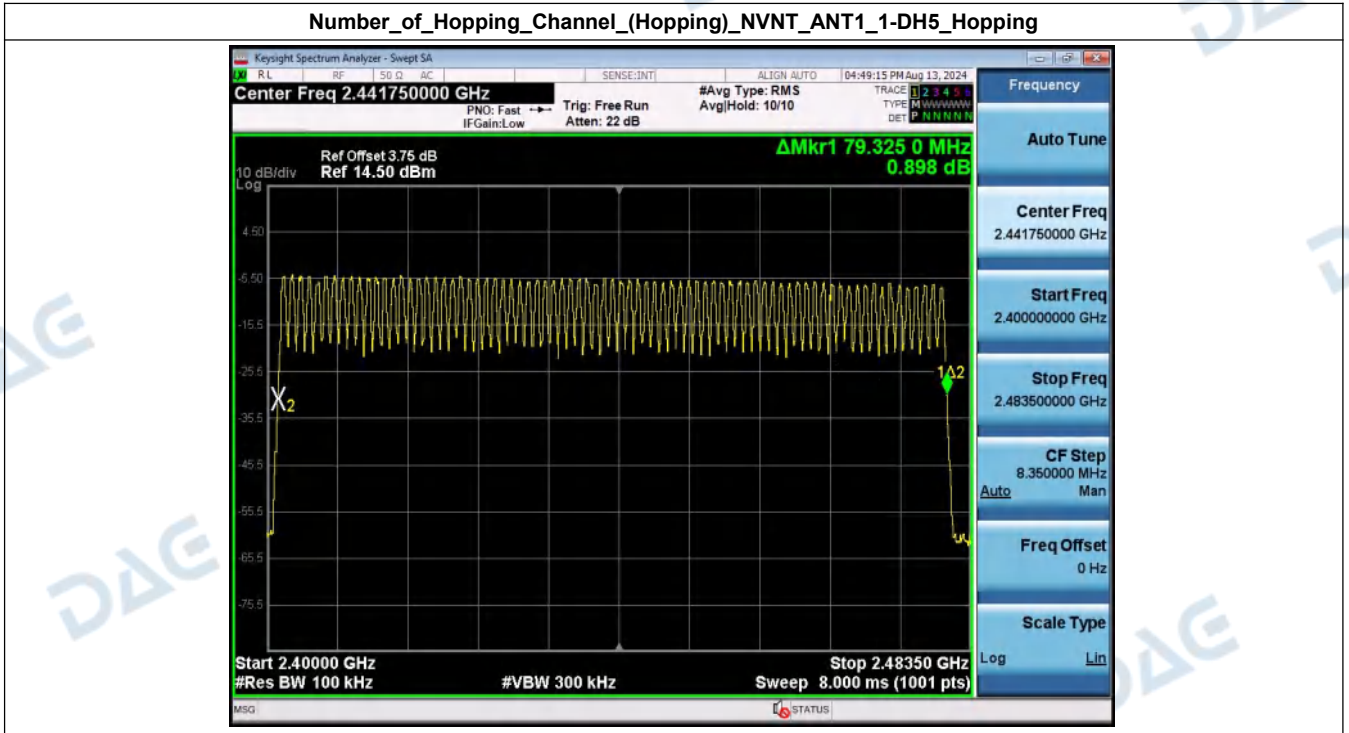 Number_of_Hopping_Channel_(Hopping)_NVNT_ANT1_1-DH5_Hopping
Keysight Spectrum Analyzer - Swept SA
RL RF 50 Ω AC SENSE:INT ALIGN AUTO 04:49:15 PM Aug 13, 2024
Center Freq 2.441750000 GHz
PNO: Fast
IFGain:Low
Trig: Free Run
Atten: 22 dB
#Avg Type: RMS
Avg|Hold: 10/10
TRACE 1 2 3 4 5 6
TYPE M WWWWW
DET P N N N N N
Frequency
Auto Tune
Center Freq
2.441750000 GHz
Start Freq
2.400000000 GHz
Stop Freq
2.483500000 GHz
CF Step
8.350000 MHz
Auto Man
Freq Offset
0 Hz
Scale Type
Log Lin
ΔMkr1 79.325 0 MHz
0.898 dB
Ref Offset 3.75 dB
10 dB/div Ref 14.50 dBm
Log
4.50
-5.50
-15.5
-25.5
-35.5
-45.5
-55.5
-65.5
-75.5
1Δ2
X2
Start 2.40000 GHz
Stop 2.48350 GHz
#Res BW 100 kHz
#VBW 300 kHz
Sweep 8.000 ms (1001 pts)
MSG
STATUS
DAE
DAE